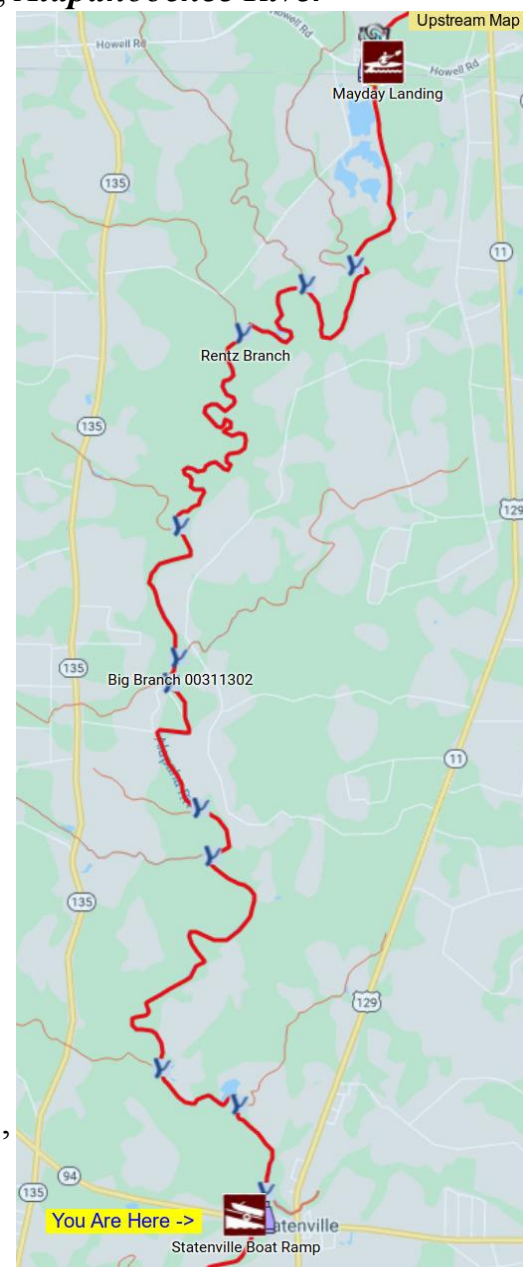 Upstream Map
Howell Rd
Howell Rd
Mayday Landing
135
11
Rentz Branch
135
129
135
Big Branch 00311302
11
135
129
,
94
135
You Are Here ->
atenville
Statenville Boat Ramp